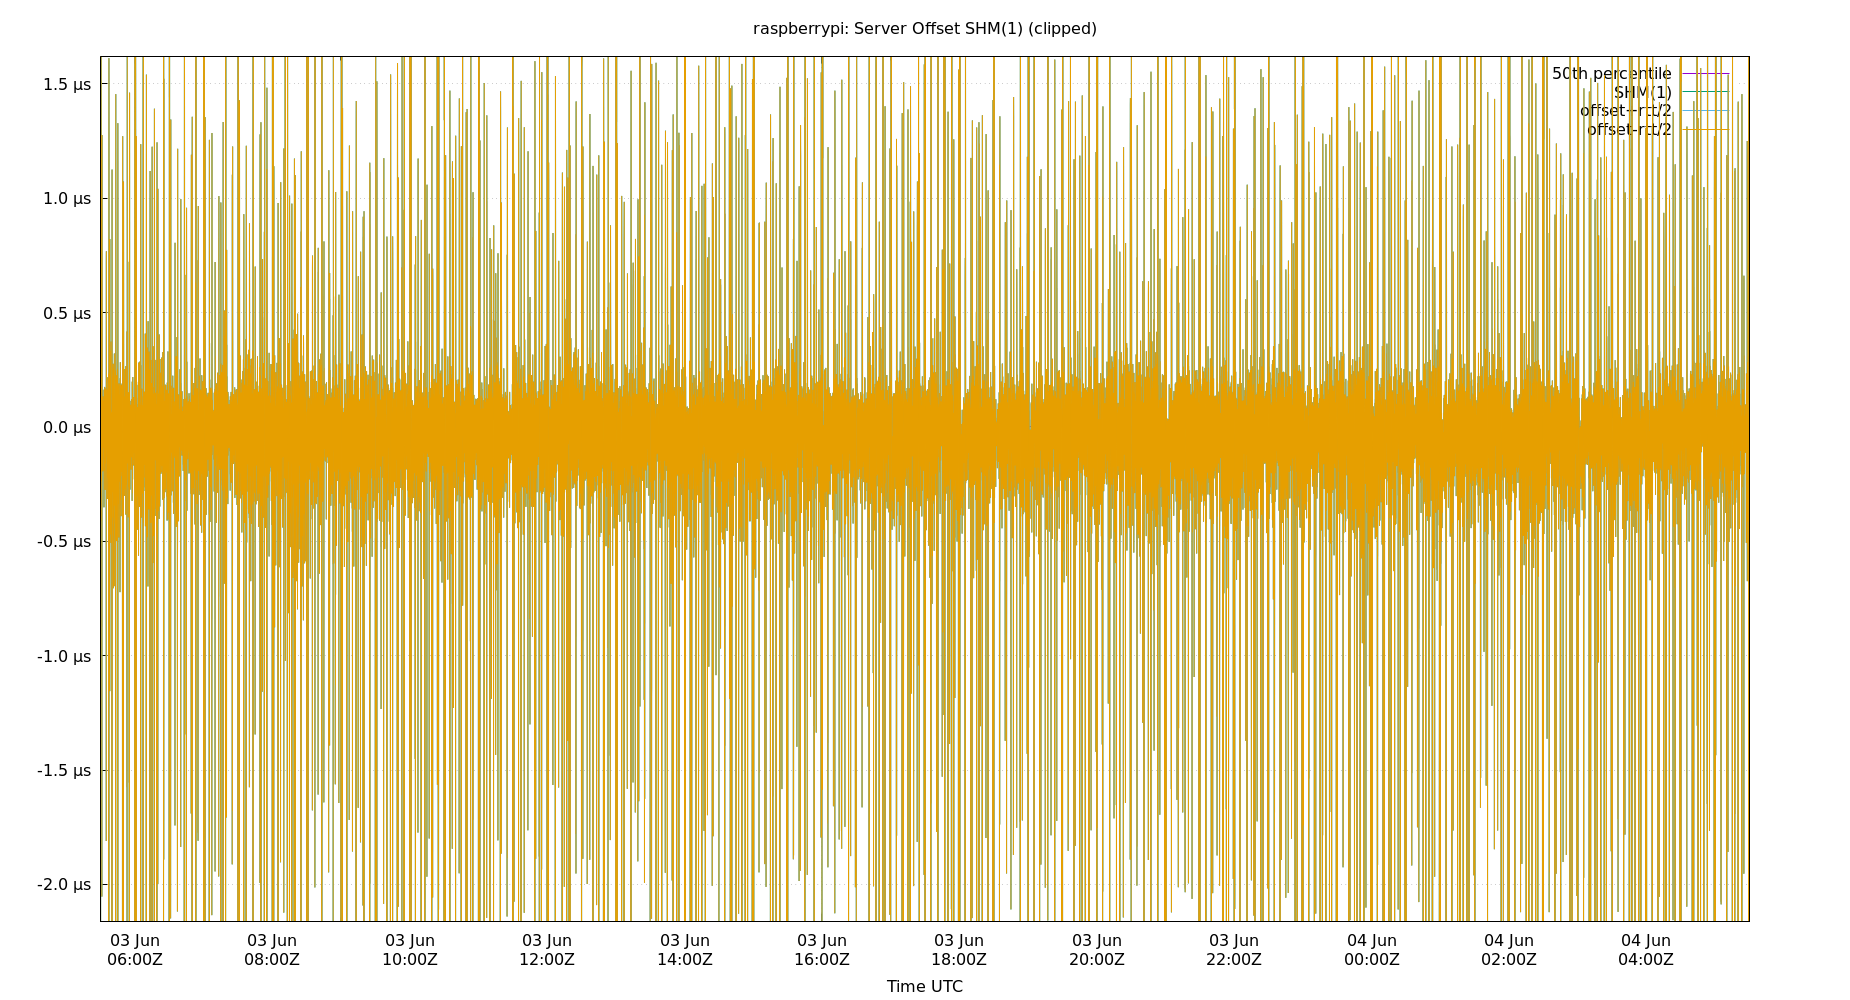 raspberrypi: Server Offset SHM(1) (clipped)
1.5 µs
1.0 µs
0.5 µs
0.0 µs
-0.5 µs
-1.0 µs
-1.5 µs
-2.0 µs
50th percentile
SHM(1)
offset+rtt/2
offset-rtt/2
03 Jun 03 Jun 03 Jun 03 Jun 03 Jun 03 Jun 03 Jun 03 Jun 03 Jun 04 Jun 04 Jun 04 Jun
06:00Z 08:00Z 10:00Z 12:00Z 14:00Z 16:00Z 18:00Z 20:00Z 22:00Z 00:00Z 02:00Z 04:00Z
Time UTC